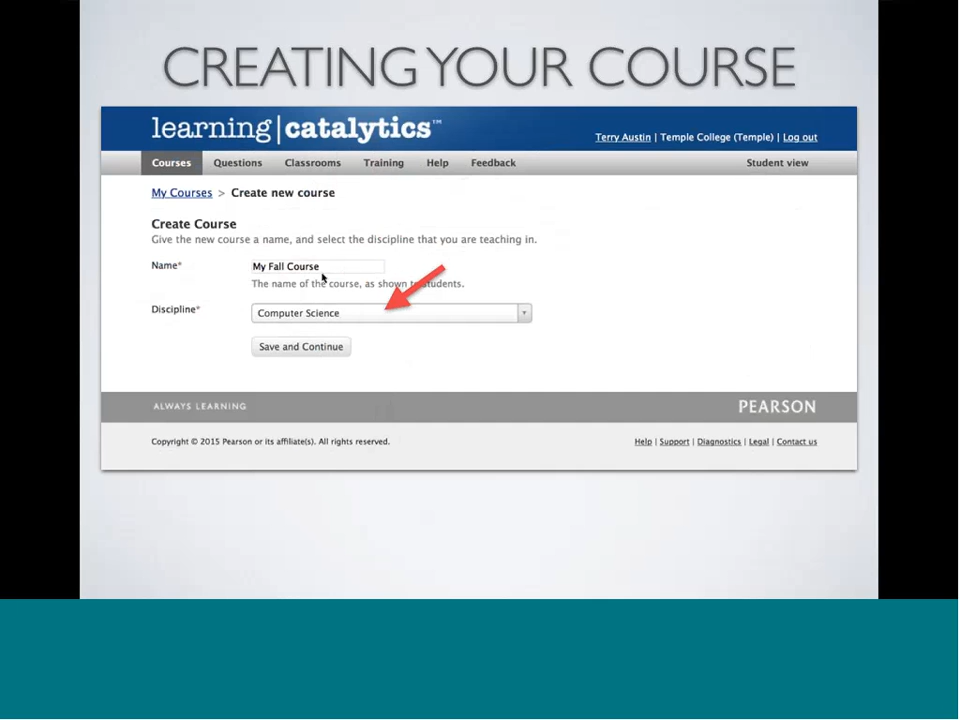 CREATING YOUR COURSE
learning|catalytics™
Terry Austin | Temple College (Temple) | Log out
Courses Questions Classrooms Training Help Feedback Student view
My Courses > Create new course
Create Course
Give the new course a name, and select the discipline that you are teaching in.
Name* My Fall Course
The name of the course, as shown to students.
Discipline* Computer Science
Save and Continue
ALWAYS LEARNING PEARSON
Copyright © 2015 Pearson or its affiliate(s). All rights reserved. Help | Support | Diagnostics | Legal | Contact us